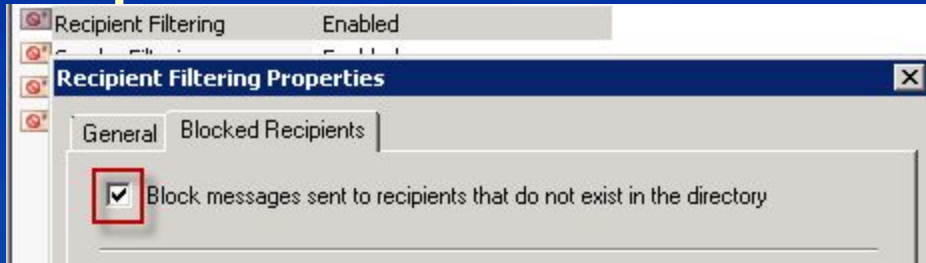 Recipient Filtering Enabled
Recipient Filtering Properties
General Blocked Recipients
Block messages sent to recipients that do not exist in the directory